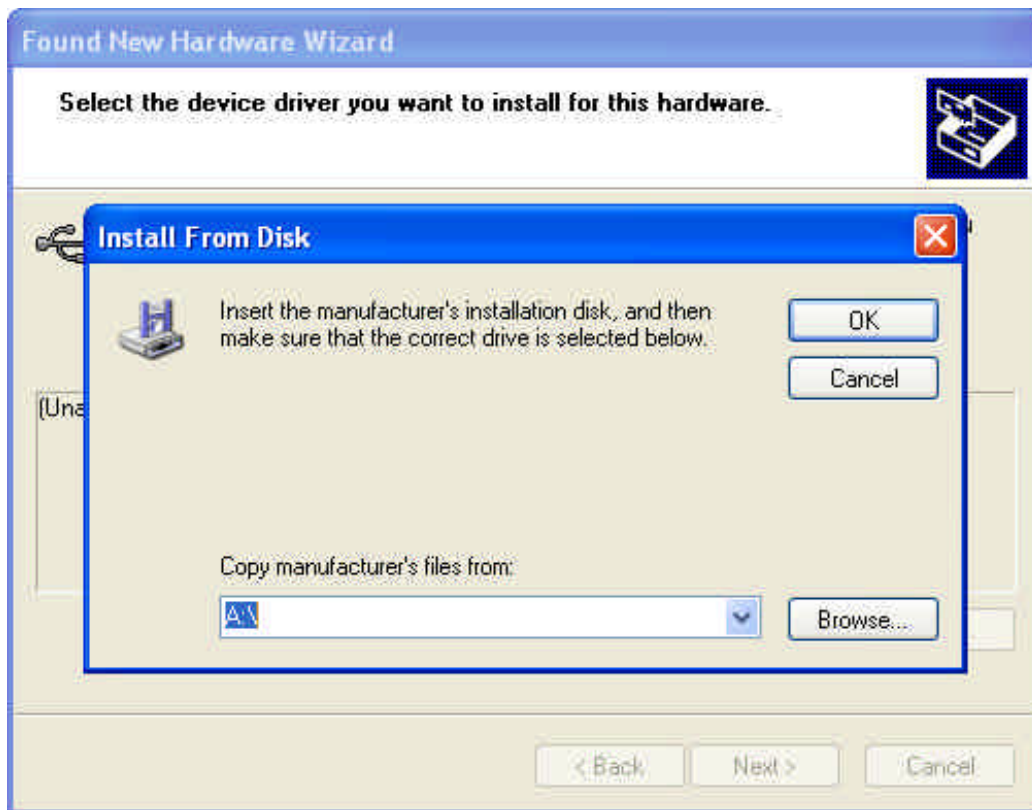 Found New Hardware Wizard
Select the device driver you want to install for this hardware.
Install From Disk
Insert the manufacturer's installation disk, and then
make sure that the correct drive is selected below.
OK
Cancel
(Una
Copy manufacturer's files from:
A:\
Browse...
< Back
Next >
Cancel